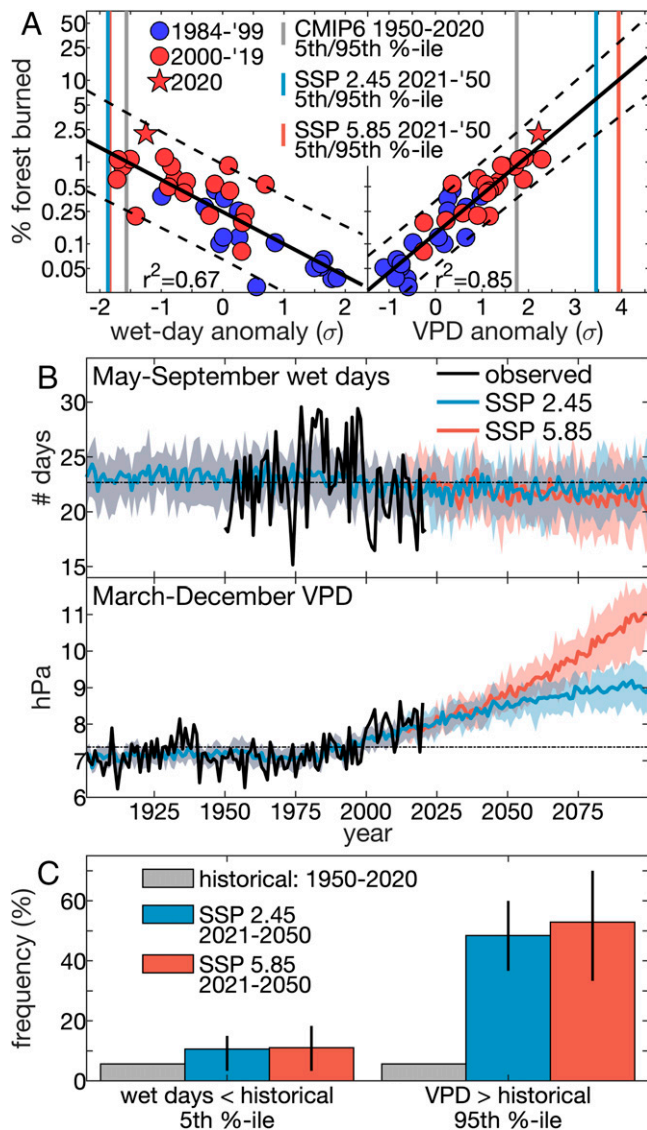 A
50
20
10
5
2.5
1
0.5
0.25
0.1
0.05
% forest burned
1984-'99
2000-'19
2020
CMIP6 1950-2020
5th/95th %-ile
SSP 2.45 2021-'50
5th/95th %-ile
SSP 5.85 2021-'50
5th/95th %-ile
r²=0.67
r²=0.85
-2 -1 0 1 2
-1 0 1 2 3 4
wet-day anomaly (σ)
VPD anomaly (σ)
B
May-September wet days
observed
SSP 2.45
SSP 5.85
30
26
22
18
14
# days
March-December VPD
11
10
9
8
7
6
hPa
1925 1950 1975 2000 2025 2050 2075
year
C
historical: 1950-2020
SSP 2.45
2021-2050
SSP 5.85
2021-2050
60
40
20
0
frequency (%)
wet days < historical
5th %-ile
VPD > historical
95th %-ile